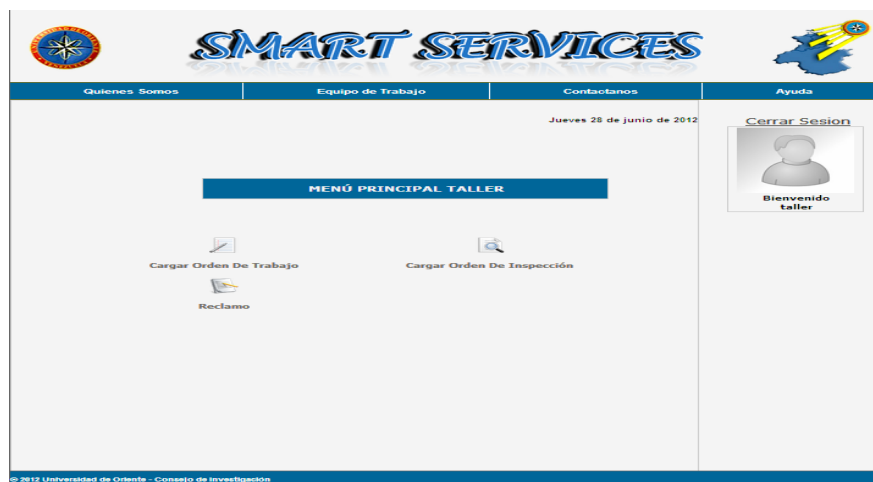 SMART SERVICES
Quienes Somos
Equipo de Trabajo
Contactanos
Ayuda
Jueves 28 de junio de 2012
Cerrar Sesion
Bienvenido
taller
MENÚ PRINCIPAL TALLER
Cargar Orden De Trabajo
Cargar Orden De Inspección
Reclamo
© 2012 Universidad de Oriente - Consejo de Investigación